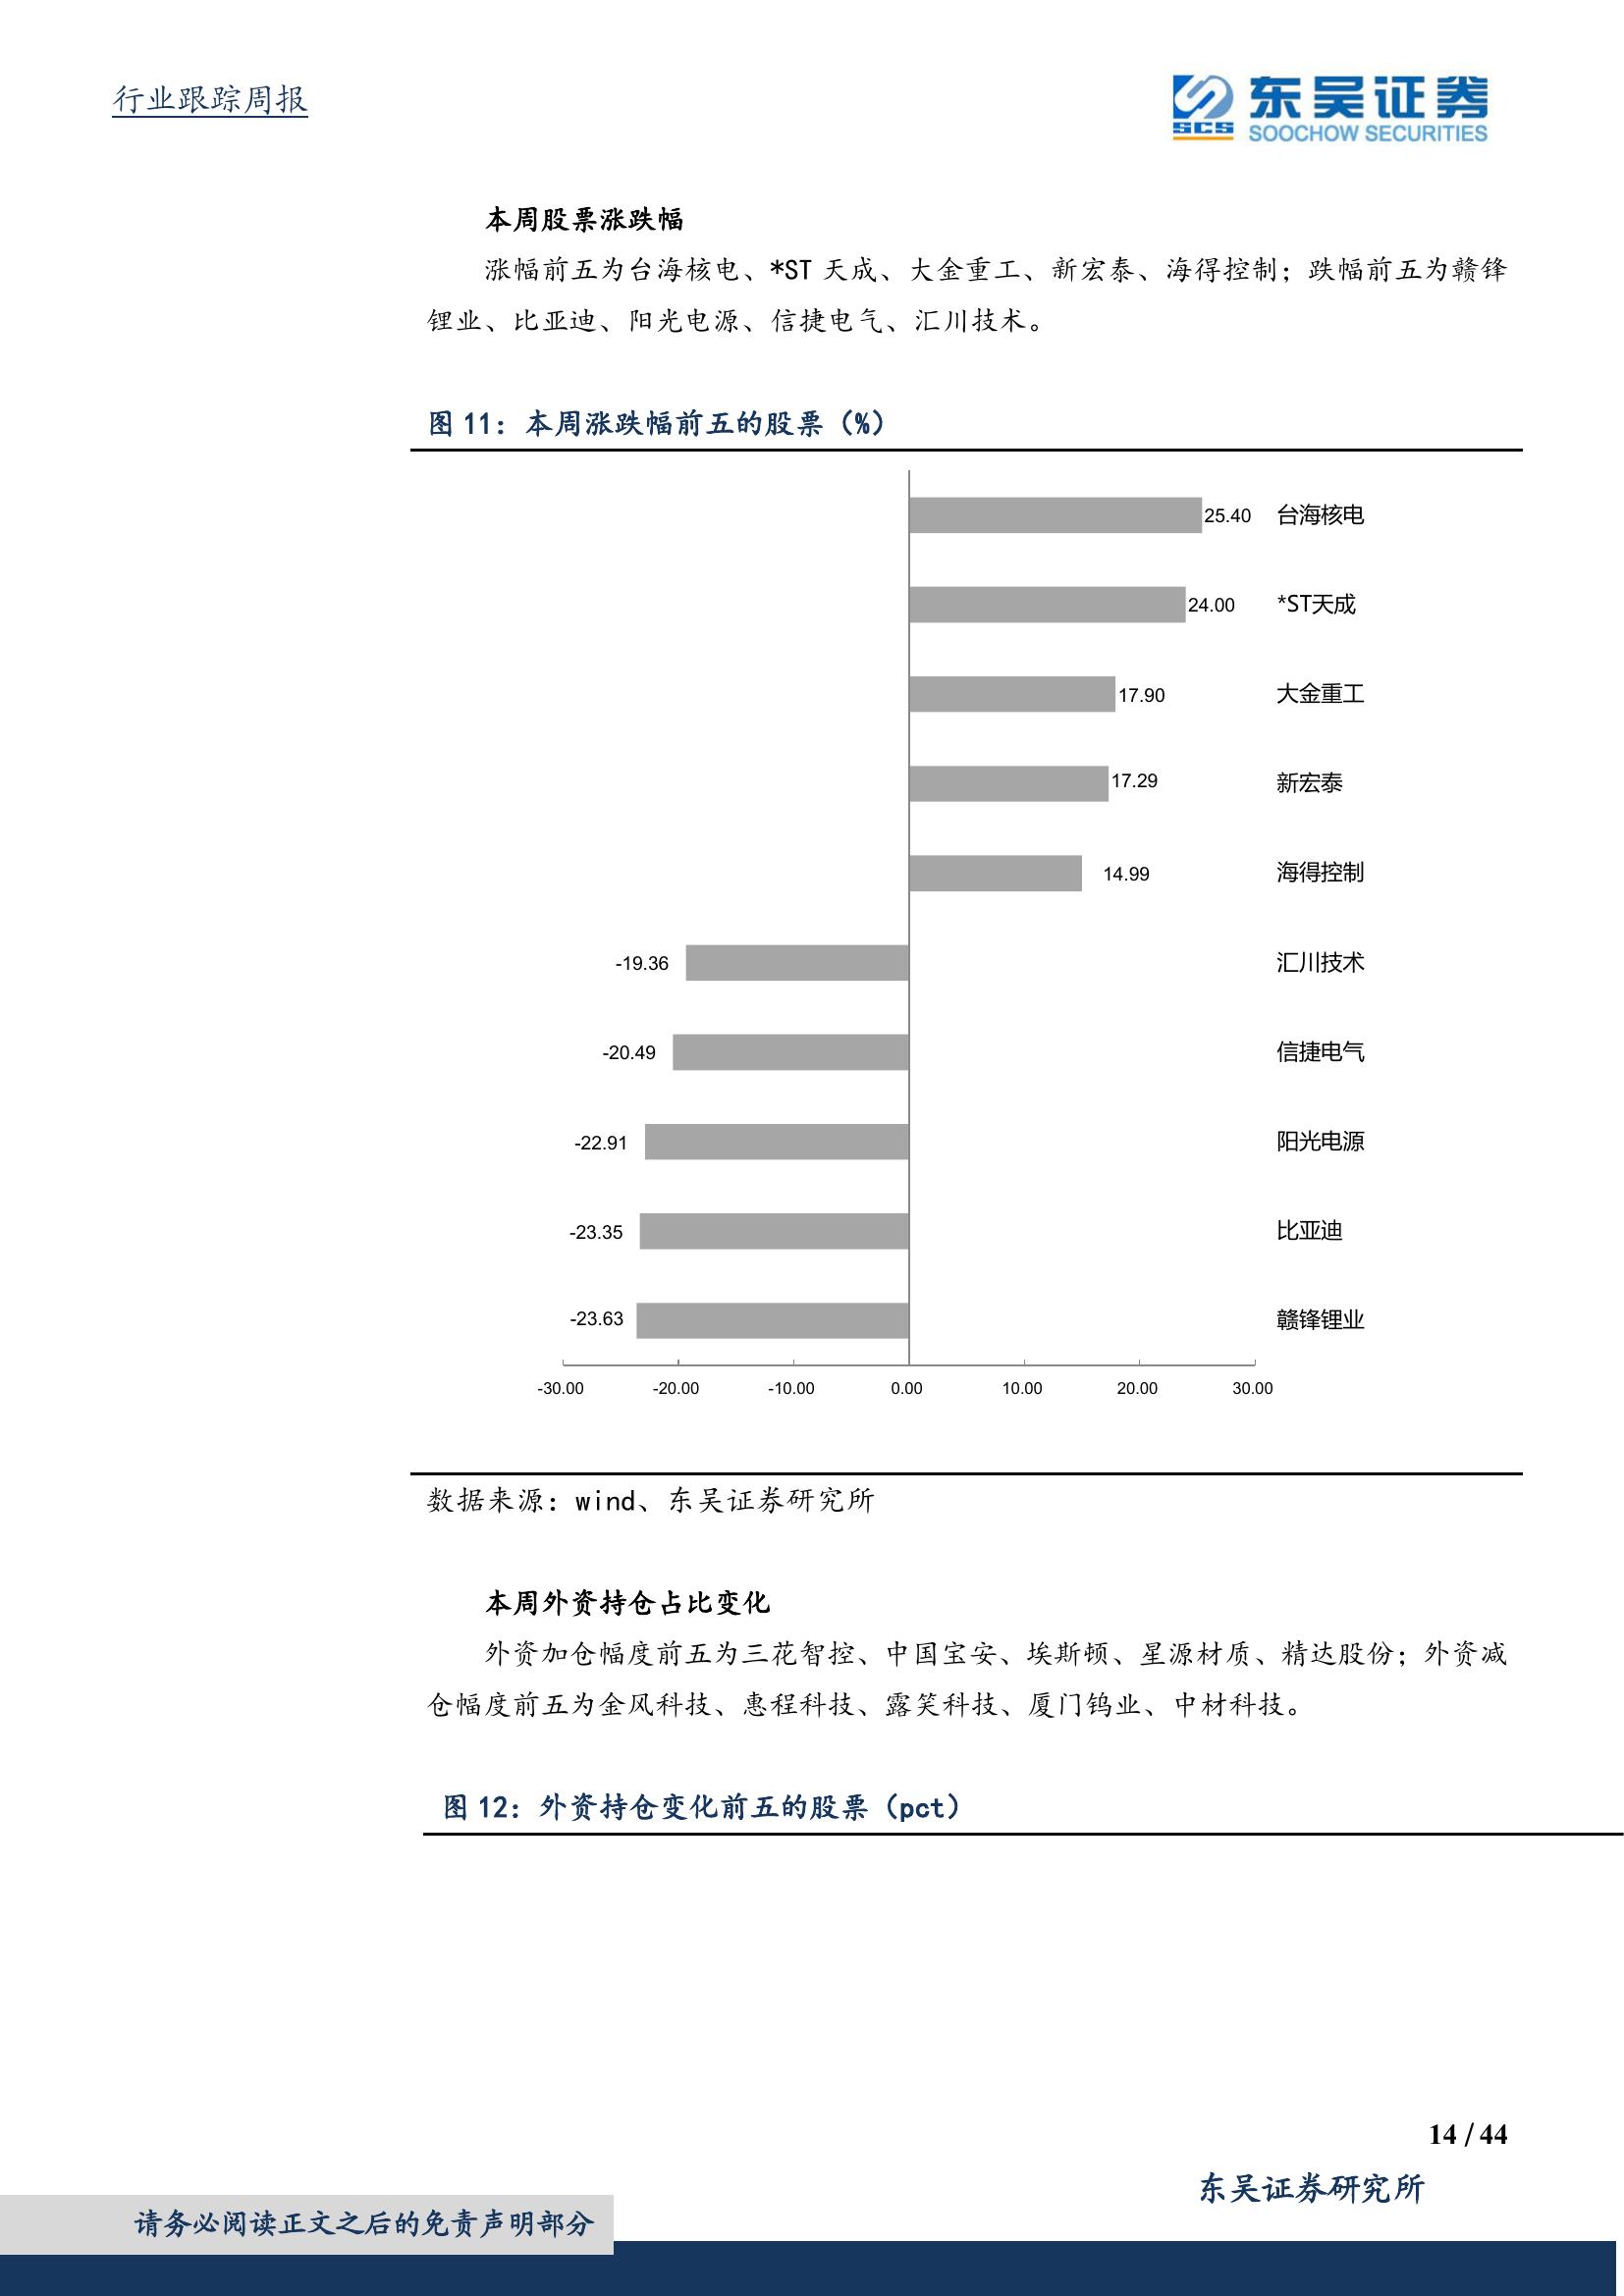 行业跟踪周报
SCS
东吴证券
SOOCHOW SECURITIES
本周股票涨跌幅
涨幅前五为台海核电、*ST 天成、大金重工、新宏泰、海得控制；跌幅前五为赣锋
锂业、比亚迪、阳光电源、信捷电气、汇川技术。
图 11：本周涨跌幅前五的股票（%）
25.40 台海核电
24.00 *ST天成
17.90 大金重工
17.29 新宏泰
14.99 海得控制
-19.36 汇川技术
-20.49 信捷电气
-22.91 阳光电源
-23.35 比亚迪
-23.63 赣锋锂业
-30.00 -20.00 -10.00 0.00 10.00 20.00 30.00
数据来源：wind、东吴证券研究所
本周外资持仓占比变化
外资加仓幅度前五为三花智控、中国宝安、埃斯顿、星源材质、精达股份；外资减
仓幅度前五为金风科技、惠程科技、露笑科技、厦门钨业、中材科技。
图 12：外资持仓变化前五的股票（pct）
14 / 44
东吴证券研究所
请务必阅读正文之后的免责声明部分